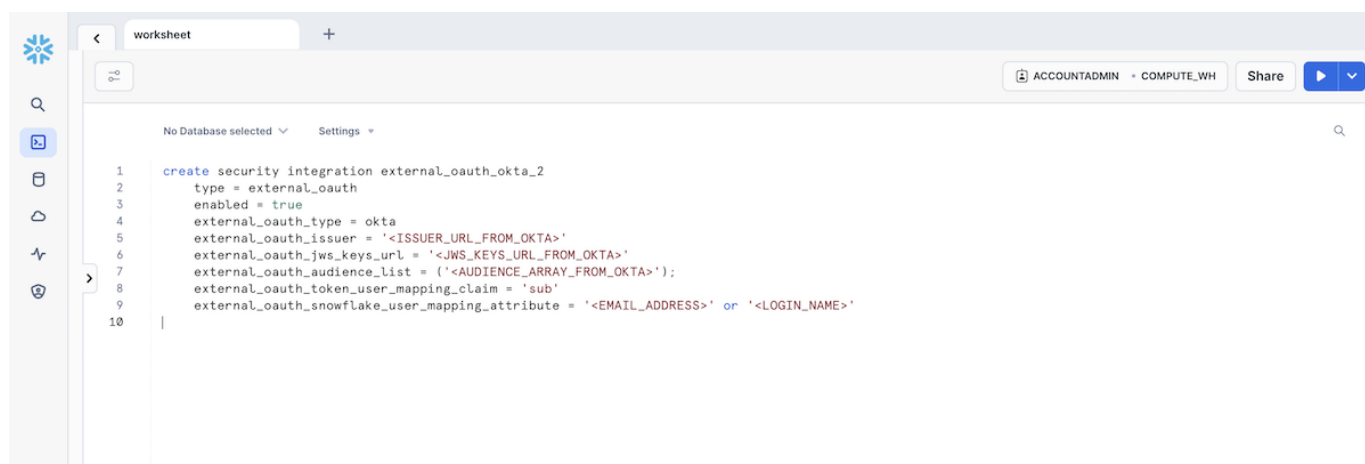 worksheet
ACCOUNTADMIN • COMPUTE_WH Share
No Database selected Settings
1 create security integration external_oauth_okta_2
2 type = external_oauth
3 enabled = true
4 external_oauth_type = okta
5 external_oauth_issuer = '<ISSUER_URL_FROM_OKTA>'
6 external_oauth_jws_keys_url = '<JWS_KEYS_URL_FROM_OKTA>'
7 external_oauth_audience_list = ('<AUDIENCE_ARRAY_FROM_OKTA>');
8 external_oauth_token_user_mapping_claim = 'sub'
9 external_oauth_snowflake_user_mapping_attribute = '<EMAIL_ADDRESS>' or '<LOGIN_NAME>'
10